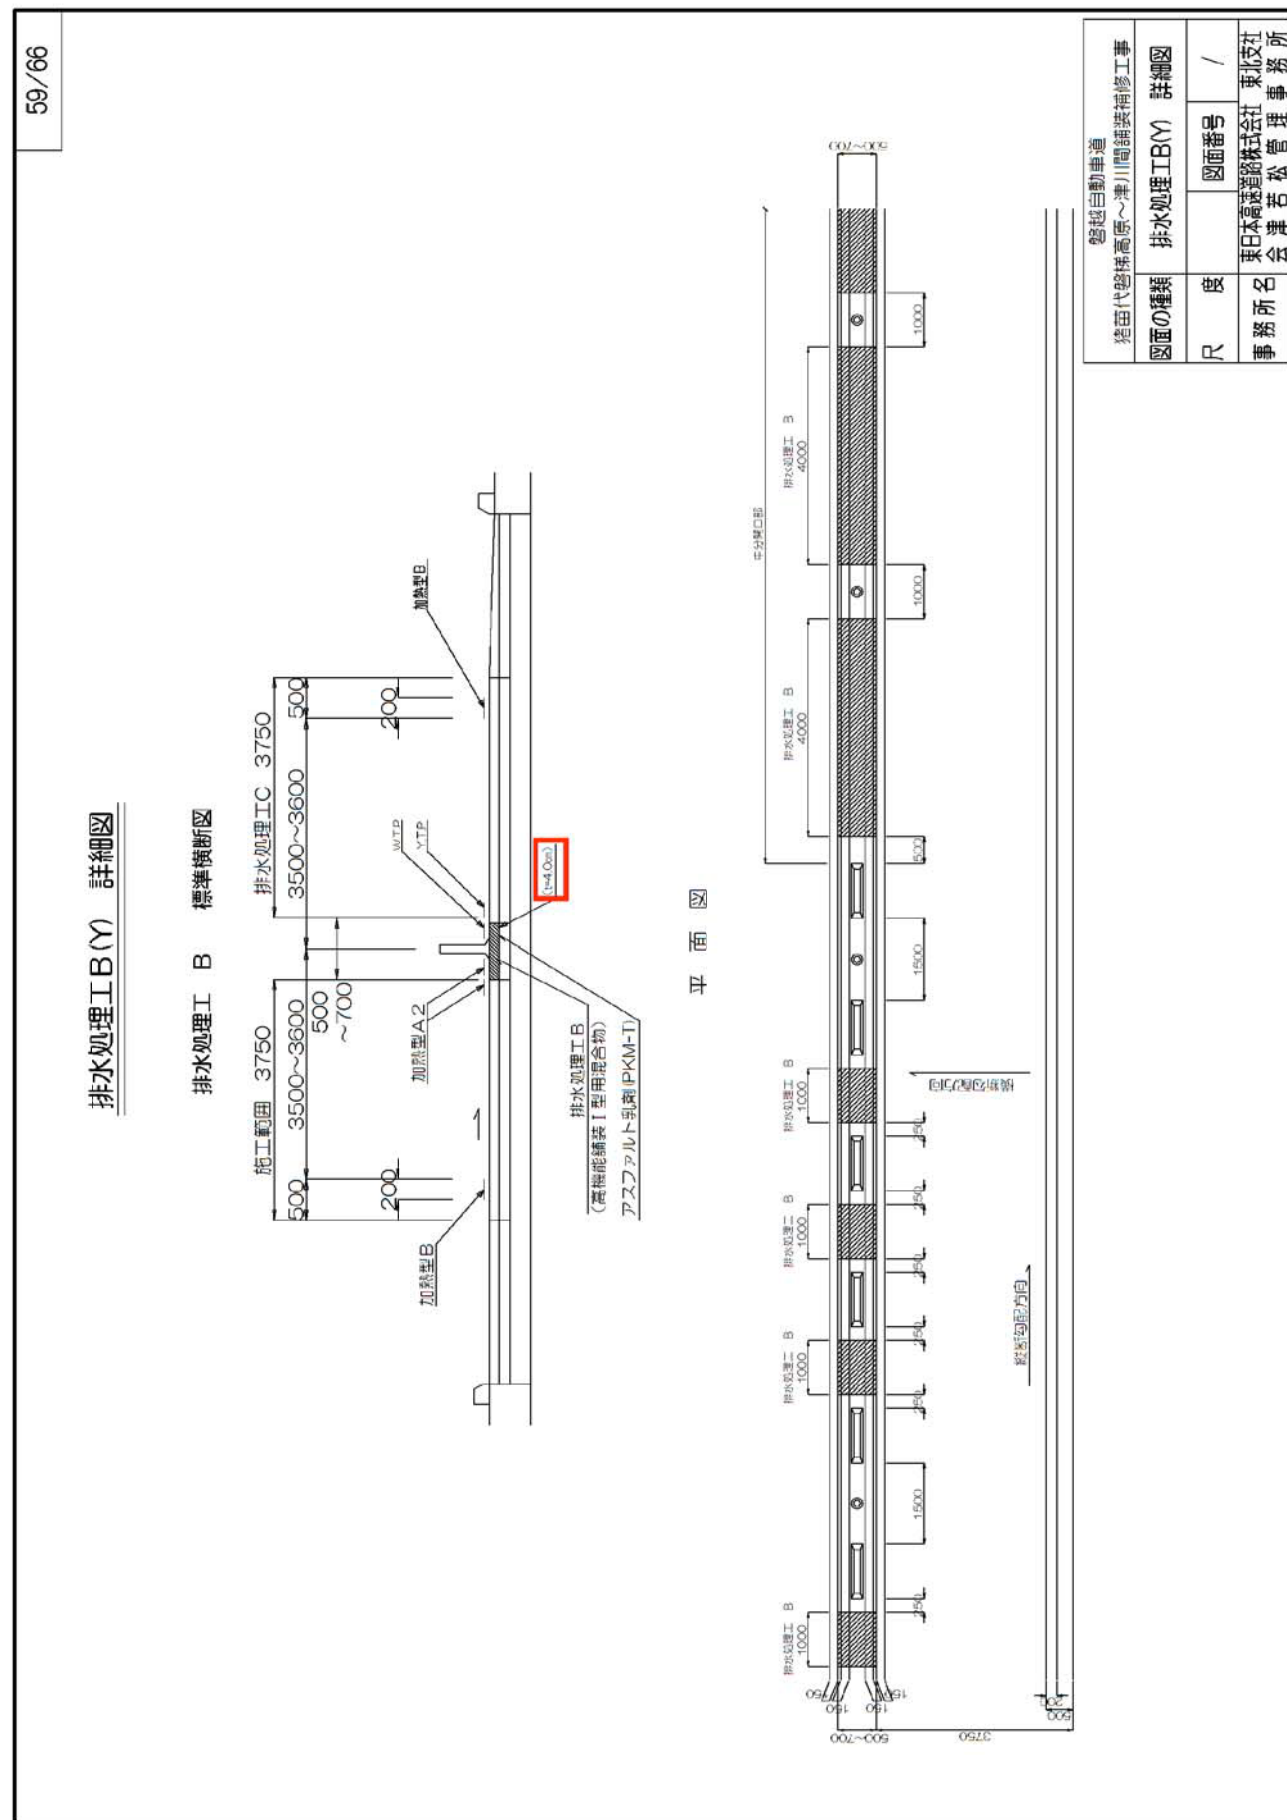 59/66
排水処理工B(Y) 詳細図
排水処理工 B 標準横断図
施工範囲 3750
排水処理工C 3750
500
3500~3600
3500~3600
500
200
500
~700
200
加熱型B
加熱型A2
W.T.P
Y.T.P
加熱型B
(t=4.0cm)
排水処理工B
(高機能舗装Ⅰ型用混合物)
アスファルト乳剤(PKM-T)
平面図
中分開口部
排水処理工 B
1000
排水処理工 B
1000
排水処理工 B
1000
排水処理工 B
1000
排水処理工 B
4000
排水処理工 B
4000
500~700
150
150
150
150
500~700
3750
200
500
250
1500
250
250
250
250
250
250
1500
500
1000
1000
横断勾配方向
縦断勾配方向
磐越自動車道
猪苗代磐梯高原~津川間舗装補修工事
図面の種類 排水処理工B(Y) 詳細図
尺度 図面番号 /
事務所名 東日本高速道路株式会社 東北支社
会津若松管理事務所